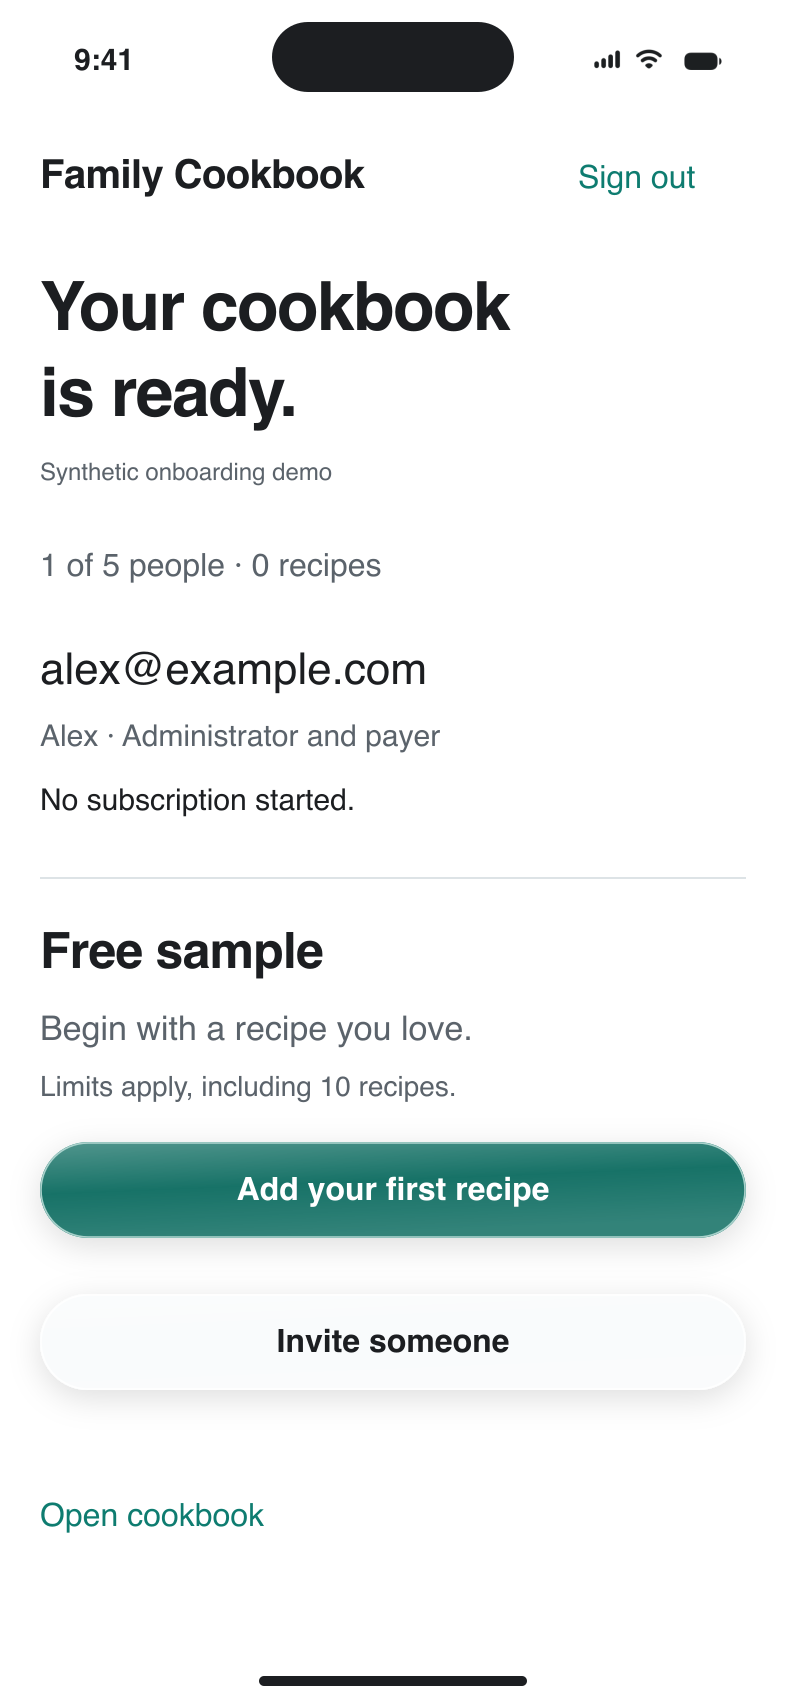 9:41
Family Cookbook
Sign out
Your cookbook
is ready.
Synthetic onboarding demo
1 of 5 people · 0 recipes
alex@example.com
Alex · Administrator and payer
No subscription started.
Free sample
Begin with a recipe you love.
Limits apply, including 10 recipes.
Add your first recipe
Invite someone
Open cookbook